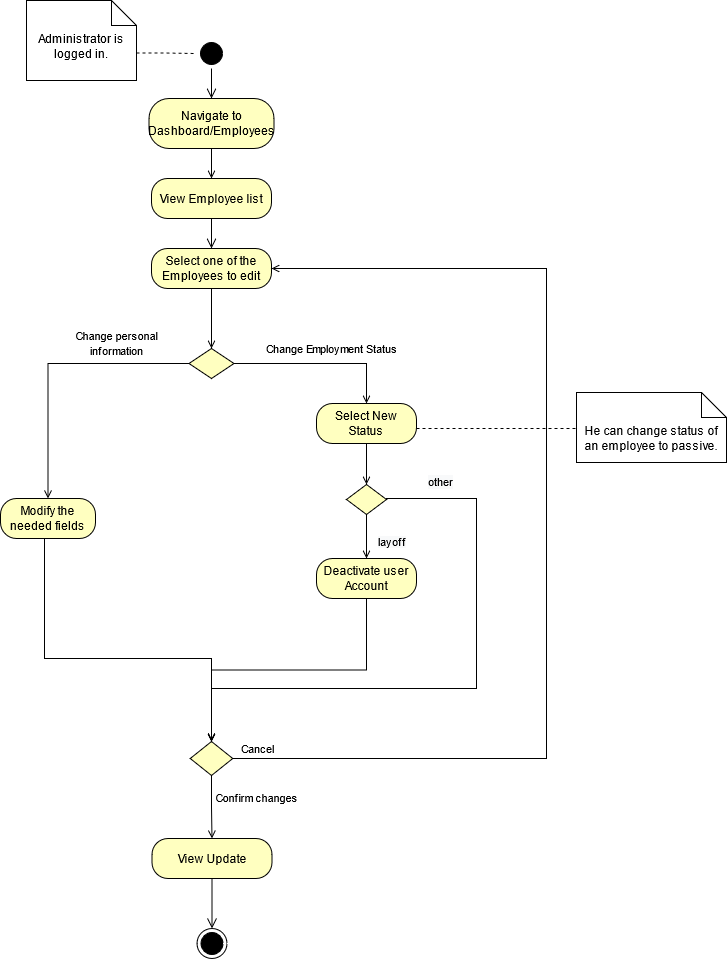 Administrator is
logged in.
Navigate to
Dashboard/Employees
View Employee list
Select one of the
Employees to edit
Change personal
information
Change Employment Status
Select New
Status
He can change status of
an employee to passive.
other
Modify the
needed fields
layoff
Deactivate user
Account
Cancel
Confirm changes
View Update